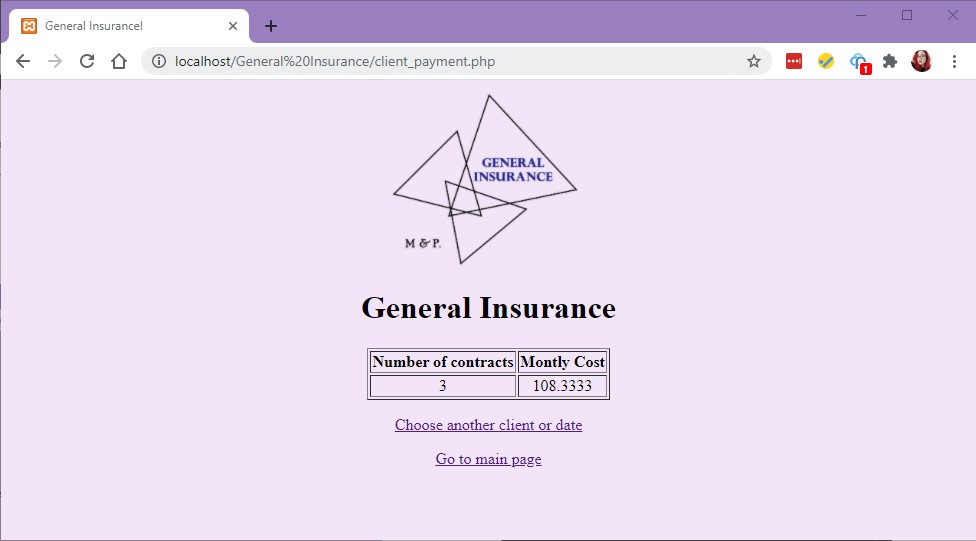 General Insurancel
localhost/General%20Insurance/client_payment.php
1
GENERAL
INSURANCE
M & P.
General Insurance
Number of contracts Montly Cost
3 108.3333
Choose another client or date
Go to main page